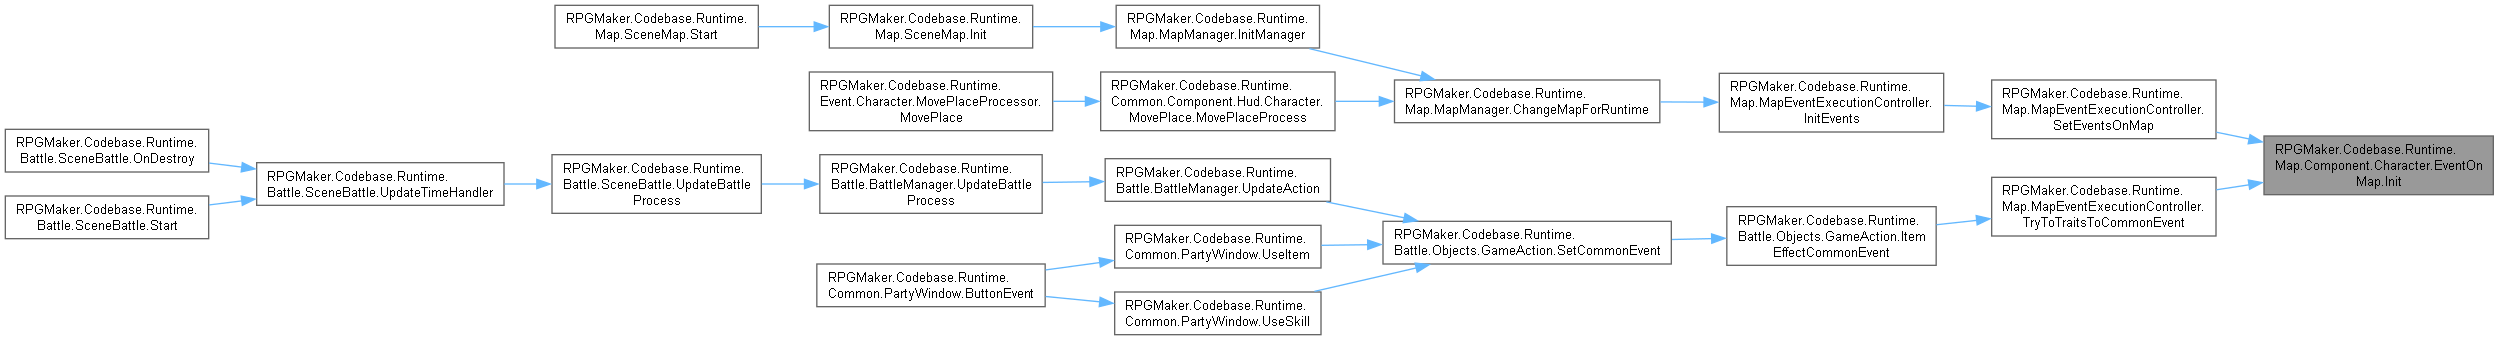 RPGMaker.Codebase.Runtime.
Map.SceneMap.Start
RPGMaker.Codebase.Runtime.
Map.SceneMap.Init
RPGMaker.Codebase.Runtime.
Map.MapManager.InitManager
RPGMaker.Codebase.Runtime.
Event.Character.MovePlaceProcessor.
MovePlace
RPGMaker.Codebase.Runtime.
Common.Component.Hud.Character.
MovePlace.MovePlaceProcess
RPGMaker.Codebase.Runtime.
Map.MapManager.ChangeMapForRuntime
RPGMaker.Codebase.Runtime.
Map.MapEventExecutionController.
InitEvents
RPGMaker.Codebase.Runtime.
Map.MapEventExecutionController.
SetEventsOnMap
RPGMaker.Codebase.Runtime.
Map.Component.Character.EventOn
Map.Init
RPGMaker.Codebase.Runtime.
Battle.SceneBattle.OnDestroy
RPGMaker.Codebase.Runtime.
Battle.SceneBattle.Start
RPGMaker.Codebase.Runtime.
Battle.SceneBattle.UpdateTimeHandler
RPGMaker.Codebase.Runtime.
Battle.SceneBattle.UpdateBattle
Process
RPGMaker.Codebase.Runtime.
Battle.BattleManager.UpdateBattle
Process
RPGMaker.Codebase.Runtime.
Battle.BattleManager.UpdateAction
RPGMaker.Codebase.Runtime.
Common.PartyWindow.UseItem
RPGMaker.Codebase.Runtime.
Common.PartyWindow.ButtonEvent
RPGMaker.Codebase.Runtime.
Common.PartyWindow.UseSkill
RPGMaker.Codebase.Runtime.
Battle.Objects.GameAction.SetCommonEvent
RPGMaker.Codebase.Runtime.
Battle.Objects.GameAction.Item
EffectCommonEvent
RPGMaker.Codebase.Runtime.
Map.MapEventExecutionController.
TryToTraitsToCommonEvent